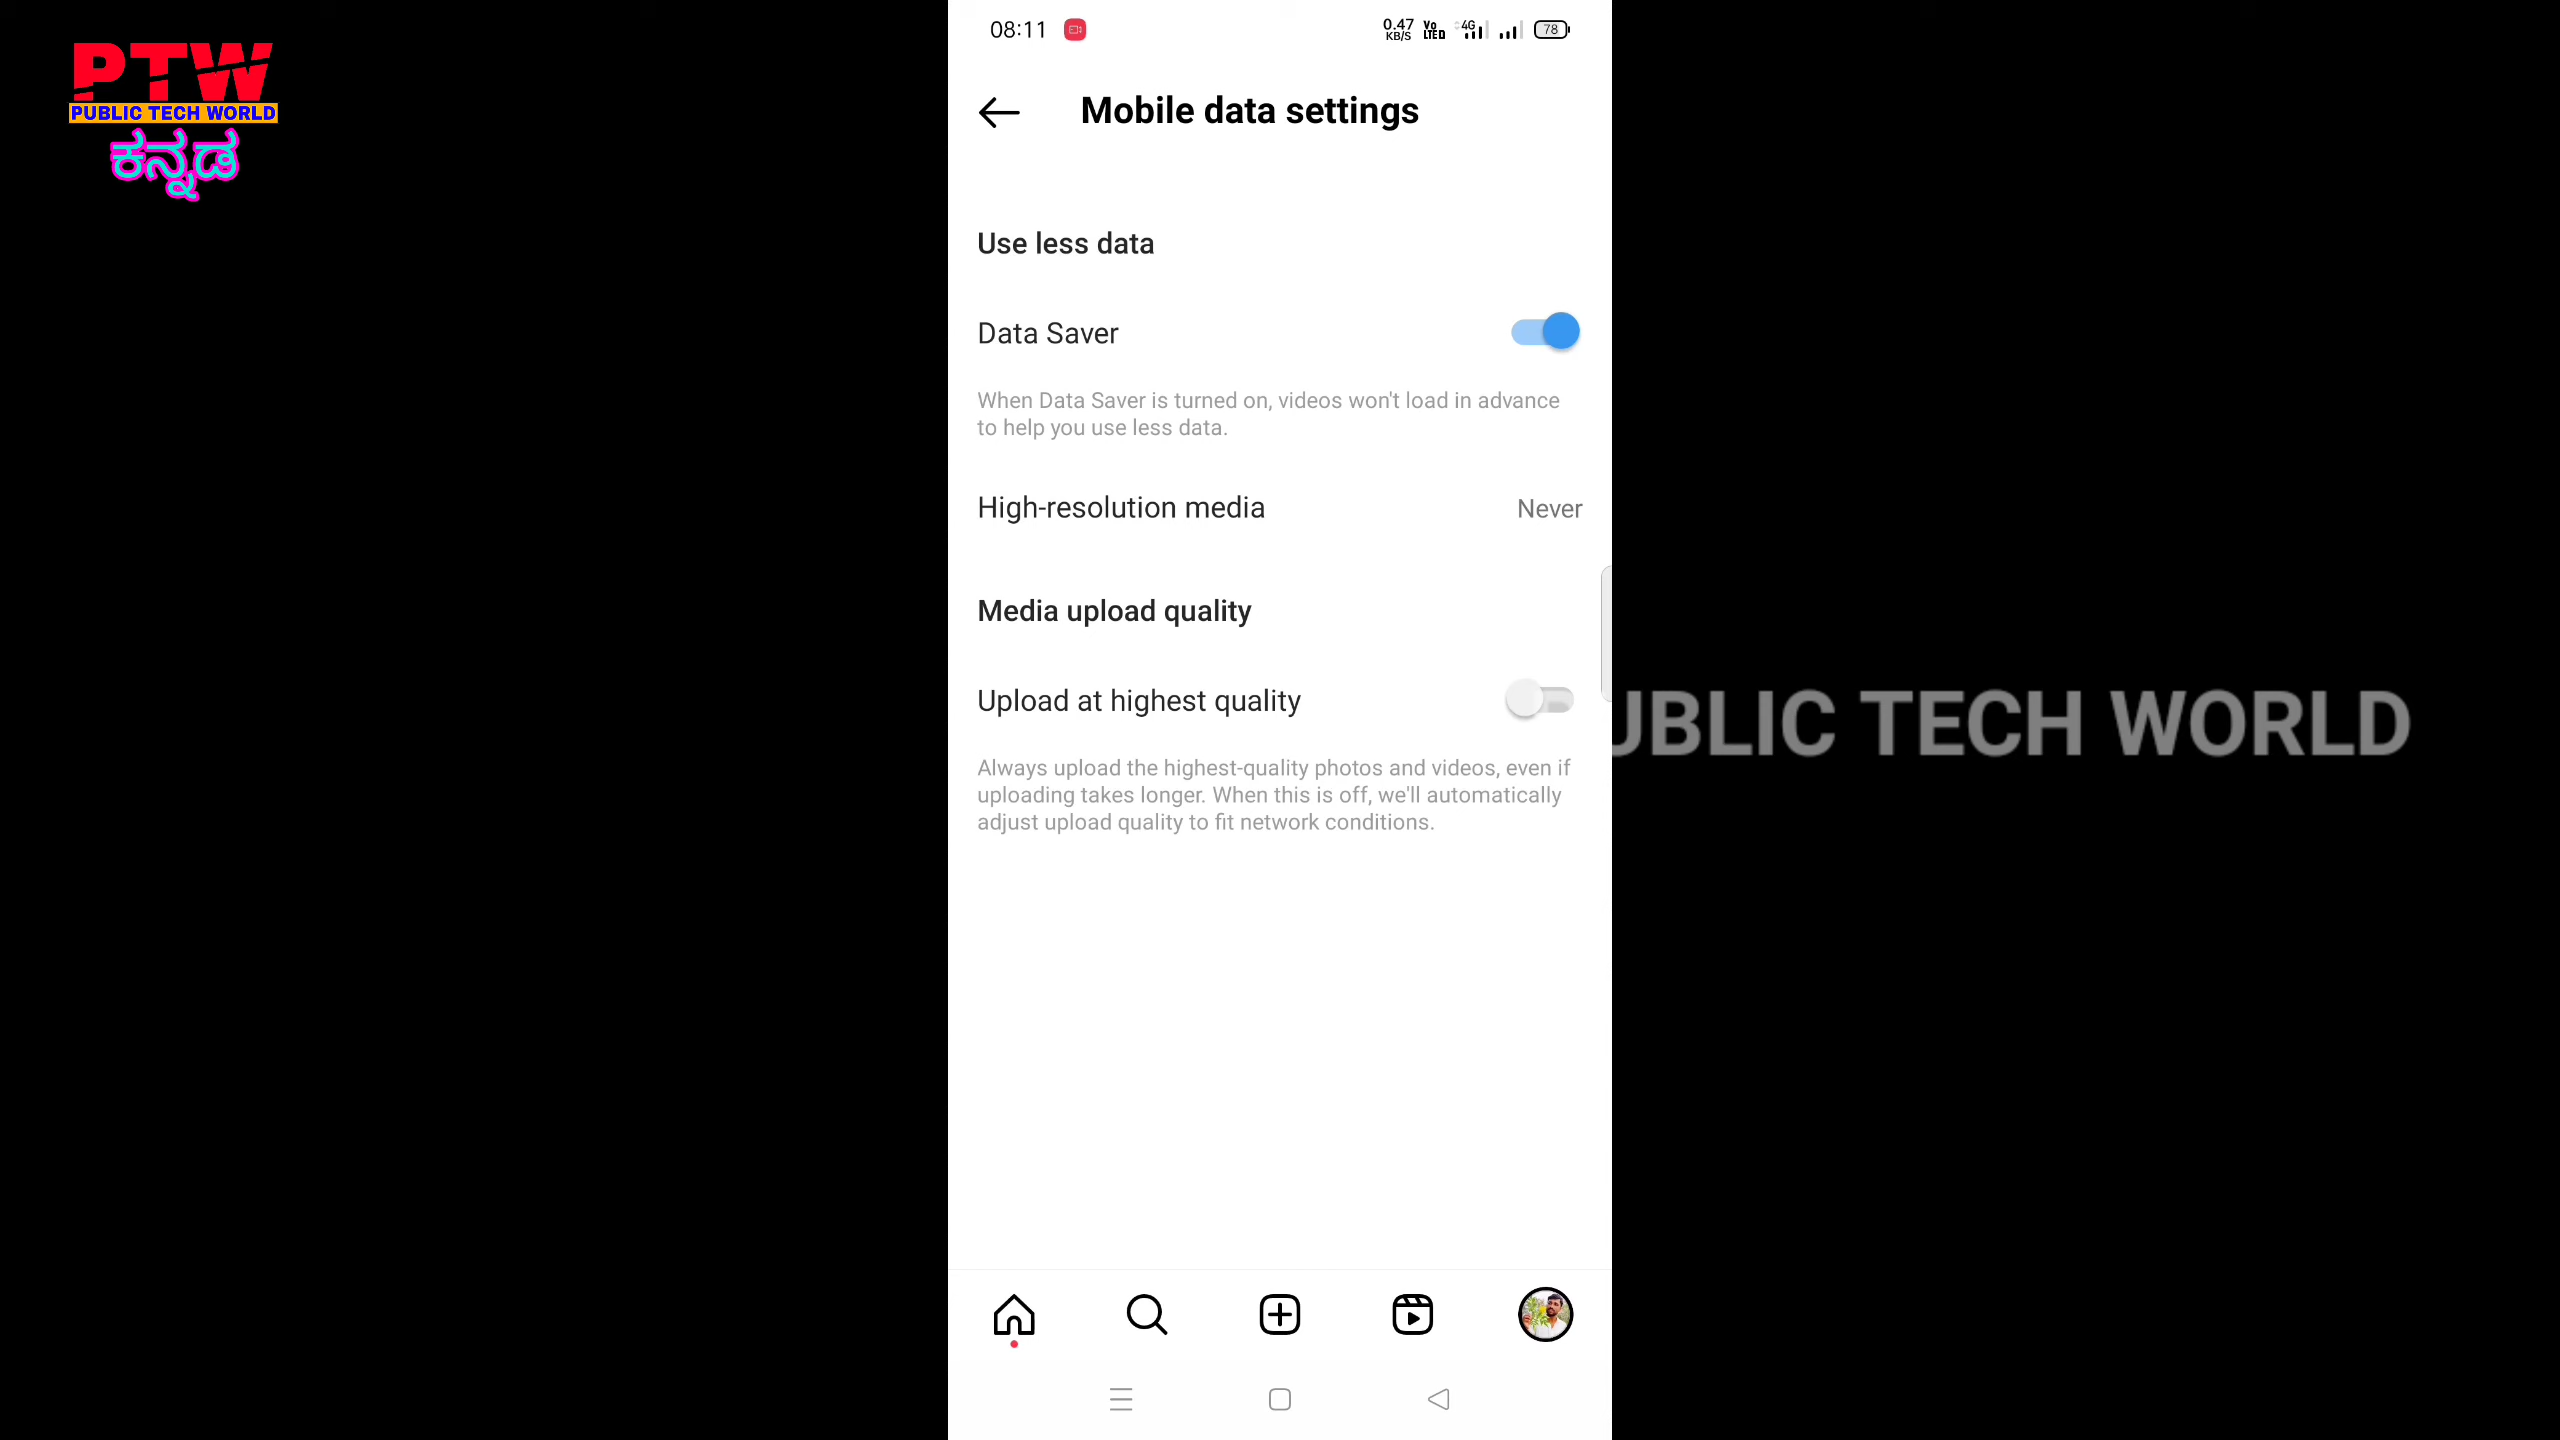 PTW
PUBLIC TECH WORLD
ಕನ್ನಡ
08:11
0.47 KB/S Vo LTED 4G 78
Mobile data settings
Use less data
Data Saver
When Data Saver is turned on, videos won't load in advance
to help you use less data.
High-resolution media Never
Media upload quality
Upload at highest quality
UBLIC TECH WORLD
Always upload the highest-quality photos and videos, even if
uploading takes longer. When this is off, we'll automatically
adjust upload quality to fit network conditions.